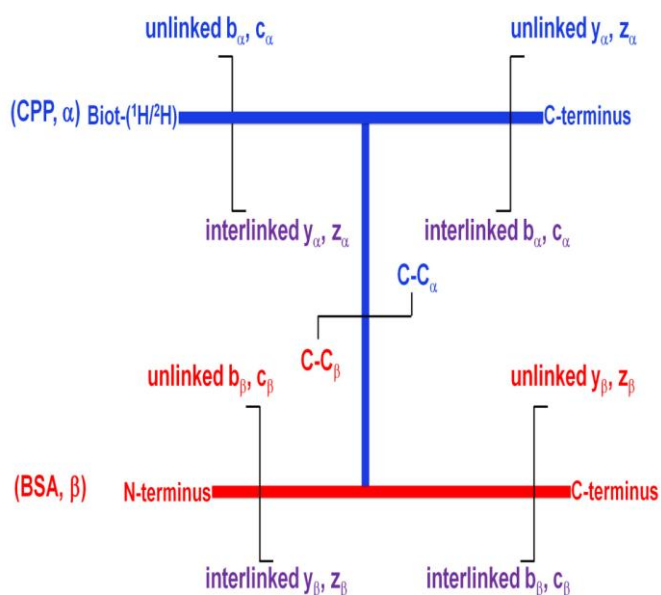 unlinked bα, cα
unlinked yα, zα
(CPP, α) Biot-(¹H/²H)
C-terminus
interlinked yα, zα
interlinked bα, cα
C-Cα
C-Cβ
unlinked bβ, cβ
unlinked yβ, zβ
(BSA, β)
N-terminus
C-terminus
interlinked yβ, zβ
interlinked bβ, cβ